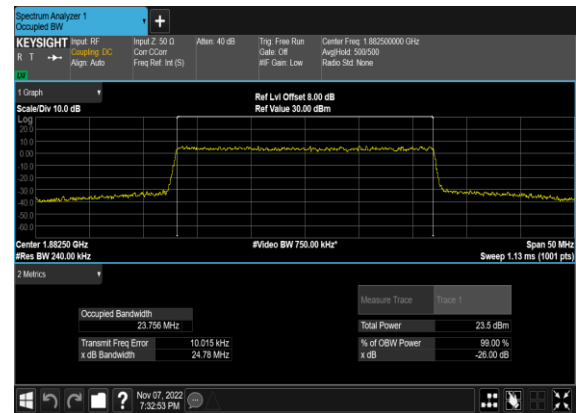 Spectrum Analyzer 1
Occupied BW
KEYSIGHT Input: RF Input Z: 50 Ω Atten: 40 dB Trig: Free Run Center Freq: 1.882500000 GHz
Coupling: DC Corr CCorr Gate: Off Avg|Hold: 500/500
R T Align: Auto Freq Ref: Int (S) #IF Gain: Low Radio Std: None
LXI
1 Graph
Ref Lvl Offset 8.00 dB
Scale/Div 10.0 dB Ref Value 30.00 dBm
Log
20.0
10.0
0.00
-10.0
-20.0
-30.0
-40.0
-50.0
-60.0
Center 1.88250 GHz #Video BW 750.00 kHz* Span 50 MHz
#Res BW 240.00 kHz Sweep 1.13 ms (1001 pts)
2 Metrics
Measure Trace Trace 1
Occupied Bandwidth
23.756 MHz Total Power 23.5 dBm
Transmit Freq Error 10.015 kHz % of OBW Power 99.00 %
x dB Bandwidth 24.78 MHz x dB -26.00 dB
? Nov 07, 2022
7:32:53 PM